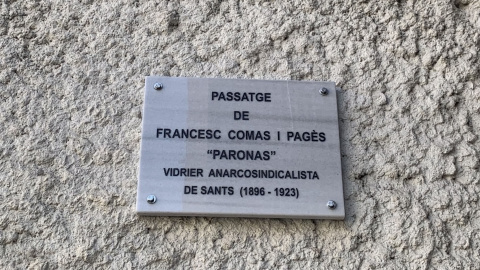 PASSATGE
DE
FRANCESC COMAS I PAGÈS
“PARONAS”
VIDRIER ANARCOSINDICALISTA
DE SANTS (1896 - 1923)